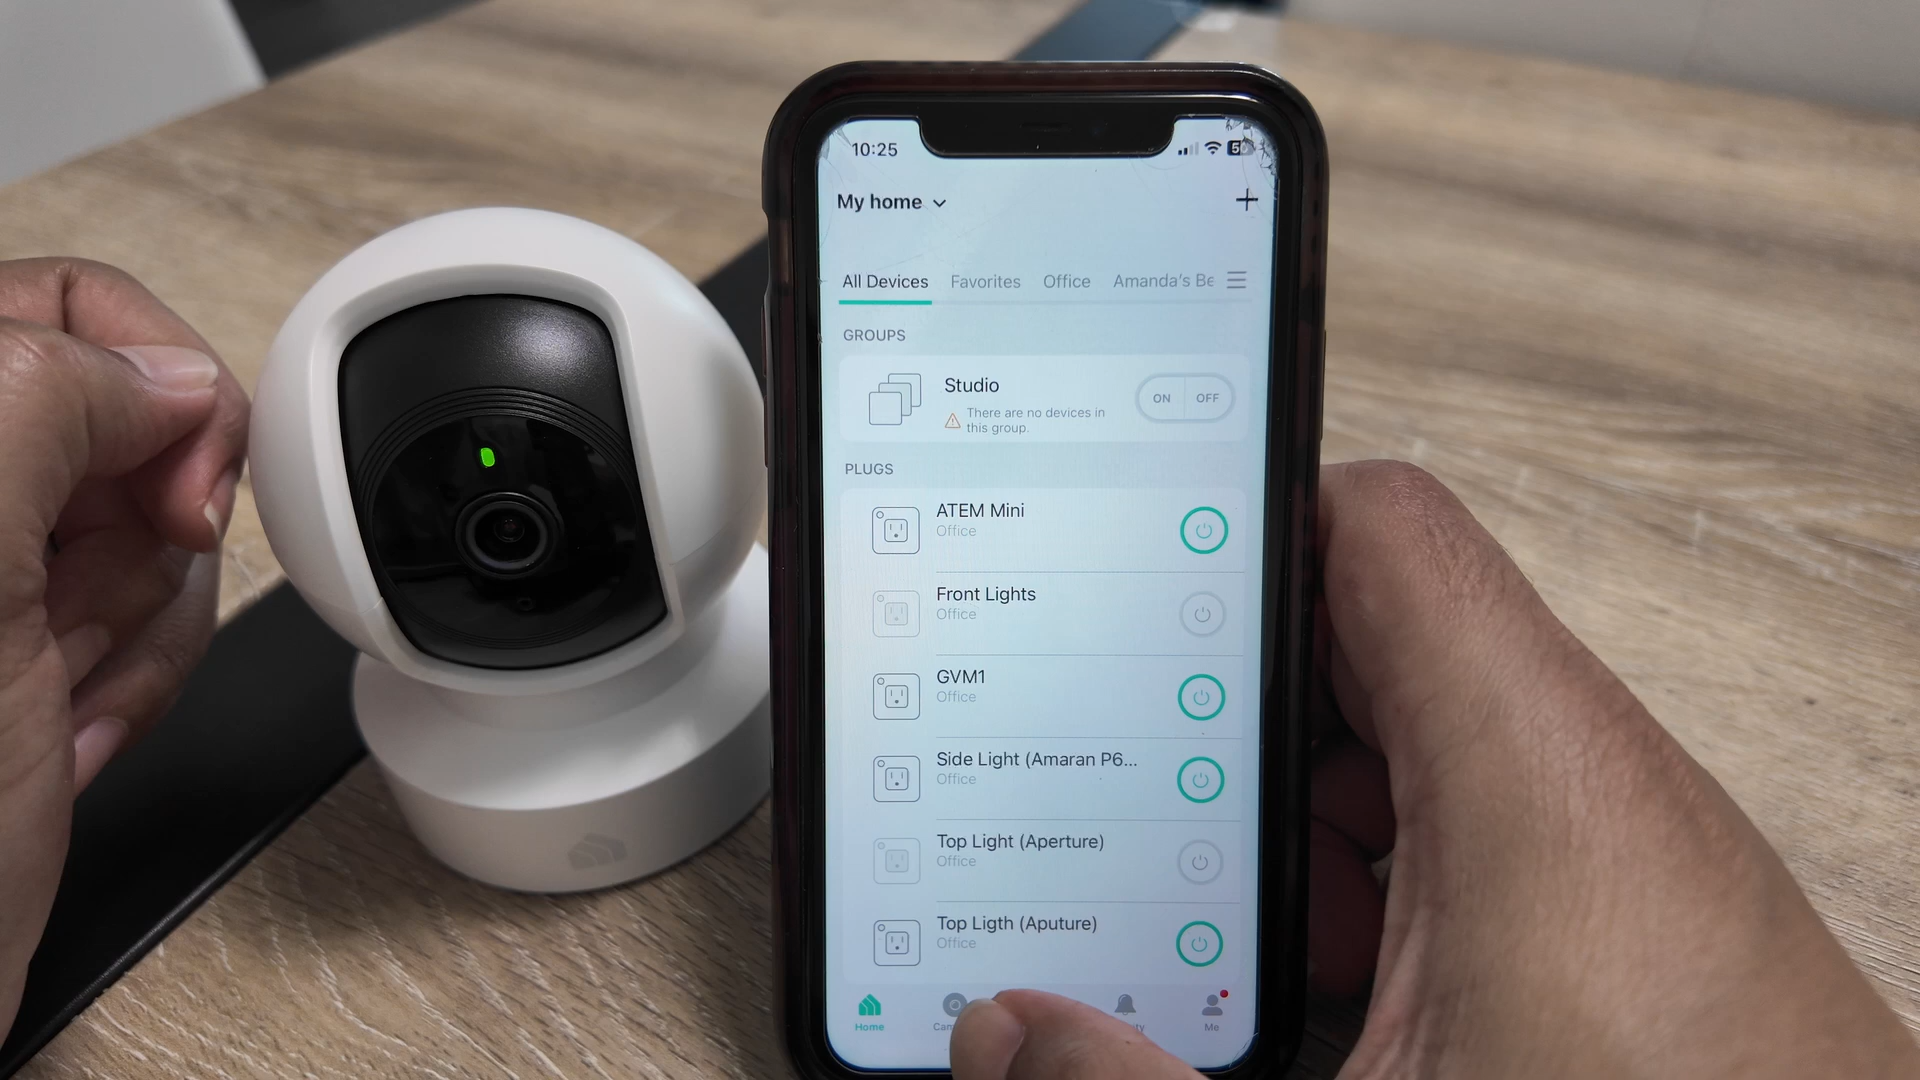 10:25
My home
All Devices Favorites Office Amanda's Be
GROUPS
Studio
There are no devices in
this group.
ON OFF
PLUGS
ATEM Mini
Office
Front Lights
Office
GVM1
Office
Side Light (Amaran P6...
Office
Top Light (Aperture)
Office
Top Ligth (Aputure)
Office
Home Me